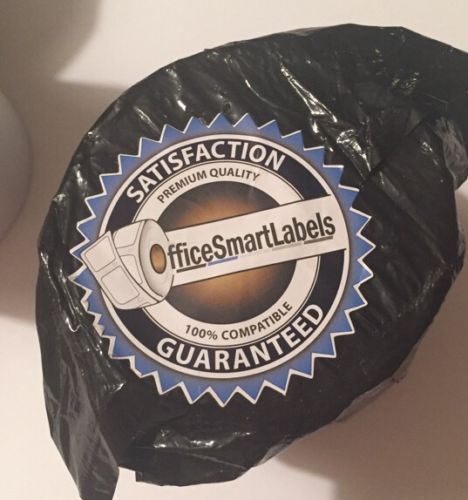 SATISFACTION
PREMIUM QUALITY
OfficeSmartLabels
100% COMPATIBLE
GUARANTEED